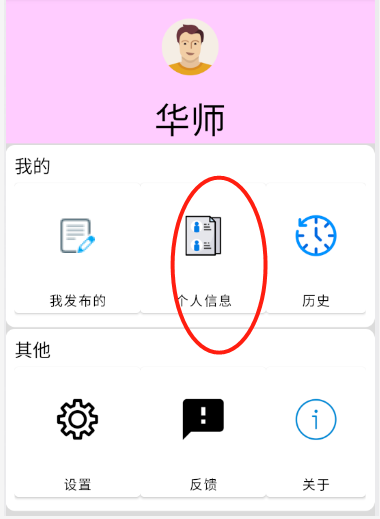 华师
我的
我发布的 个人信息 历史
其他
设置 反馈 关于